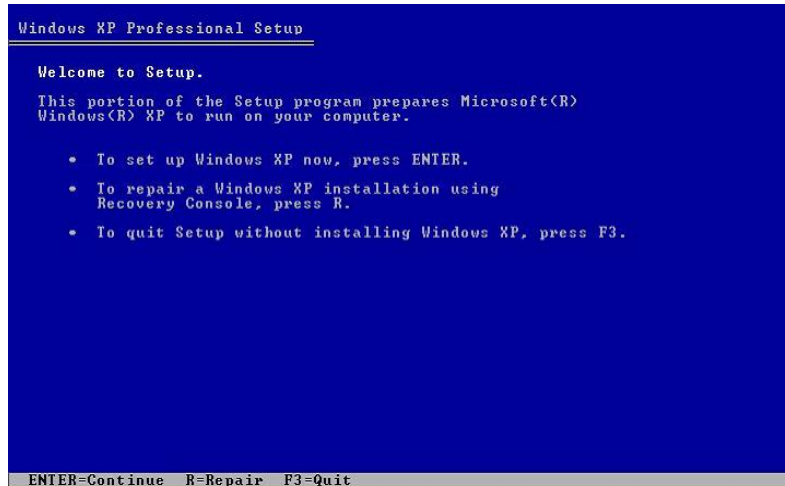 Windows XP Professional Setup
Welcome to Setup.
This portion of the Setup program prepares Microsoft(R)
Windows(R) XP to run on your computer.
• To set up Windows XP now, press ENTER.
• To repair a Windows XP installation using
Recovery Console, press R.
• To quit Setup without installing Windows XP, press F3.
ENTER=Continue R=Repair F3=Quit